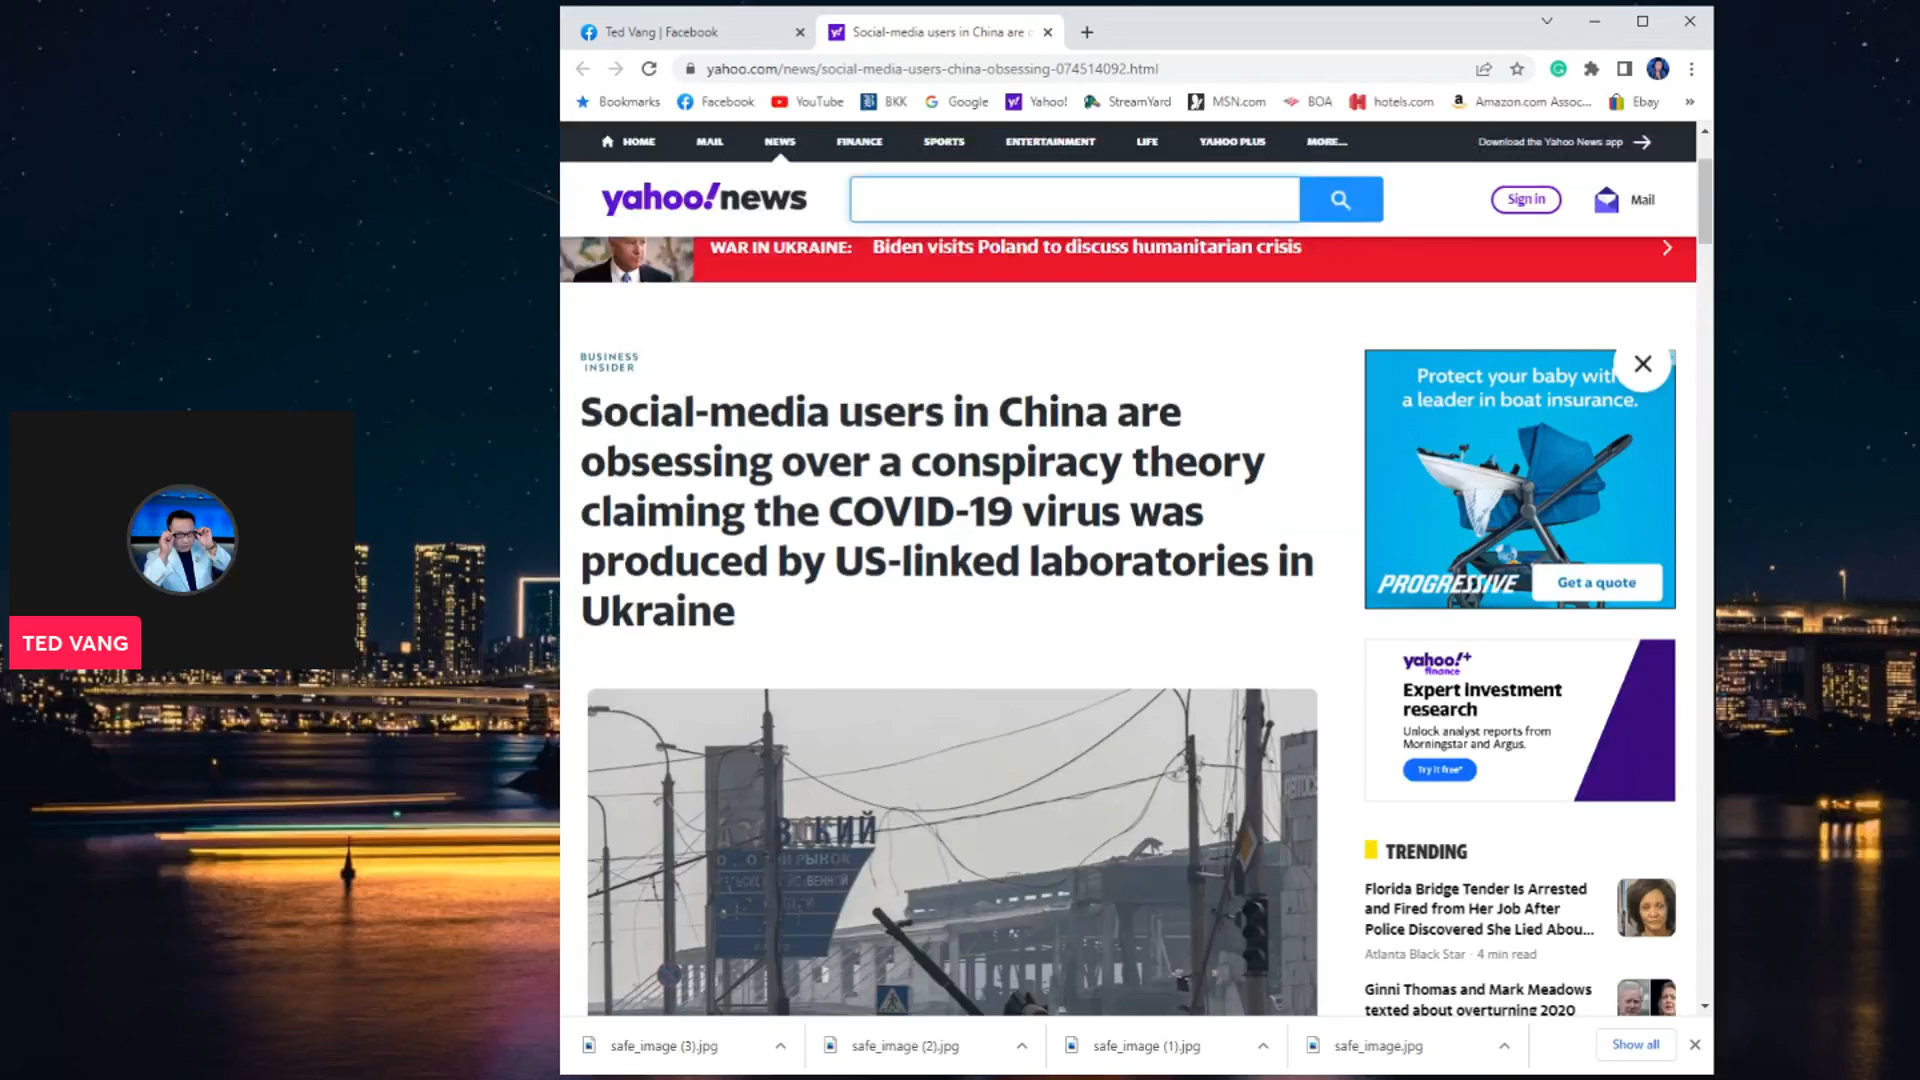 Ted Vang | Facebook
Social-media users in China are
yahoo.com/news/social-media-users-china-obsessing-074514092.html
Bookmarks Facebook YouTube BKK Google Yahoo! StreamYard MSN.com BOA hotels.com Amazon.com Assoc... Ebay »
HOME MAIL NEWS FINANCE SPORTS ENTERTAINMENT LIFE YAHOO PLUS MORE... Download the Yahoo News app
yahoo!news
Sign in Mail
WAR IN UKRAINE: Biden visits Poland to discuss humanitarian crisis
BUSINESS
INSIDER
Social-media users in China are
obsessing over a conspiracy theory
claiming the COVID-19 virus was
produced by US-linked laboratories in
Ukraine
Protect your baby with
a leader in boat insurance.
PROGRESSIVE
Get a quote
yahoo!+
finance
Expert investment
research
Unlock analyst reports from
Morningstar and Argus.
Try it free*
TRENDING
Florida Bridge Tender Is Arrested
and Fired from Her Job After
Police Discovered She Lied Abou...
Atlanta Black Star · 4 min read
Ginni Thomas and Mark Meadows
texted about overturning 2020
TED VANG
safe_image (3).jpg
safe_image (2).jpg
safe_image (1).jpg
safe_image.jpg
Show all